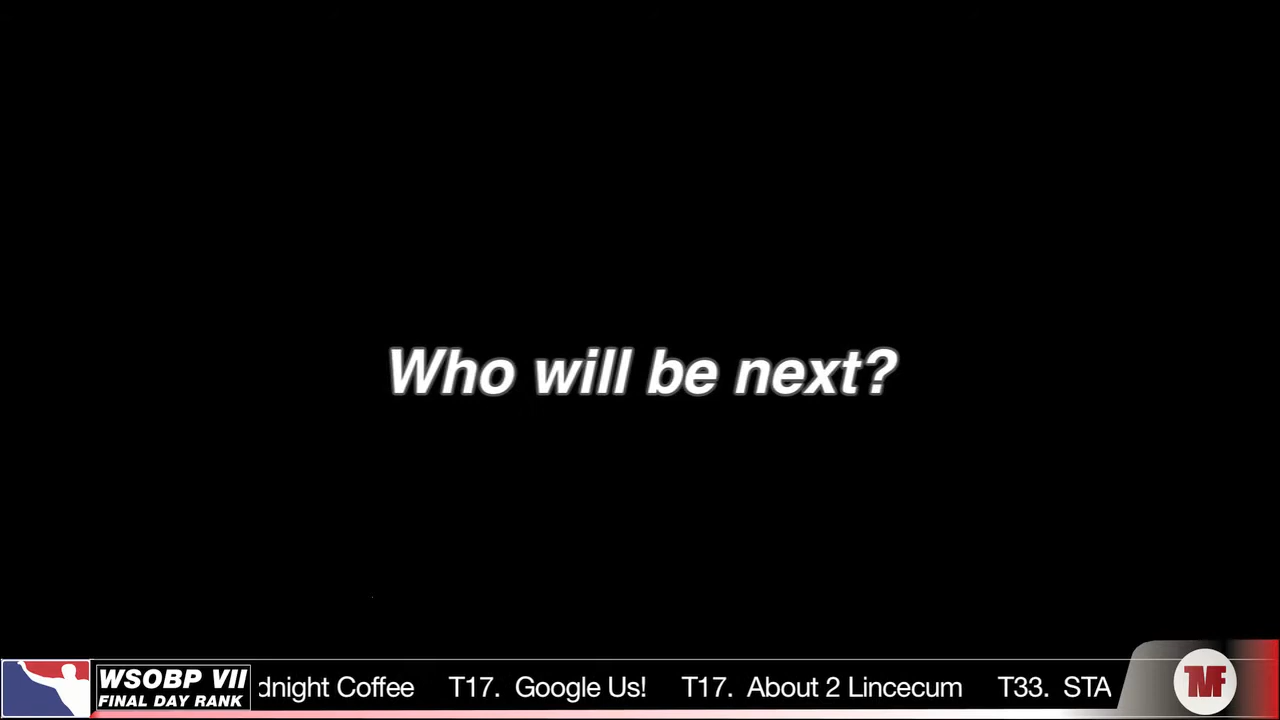 Who will be next?
WSOBP VII
FINAL DAY RANK
dnight Coffee T17. Google Us! T17. About 2 Lincecum T33. STA
TMF